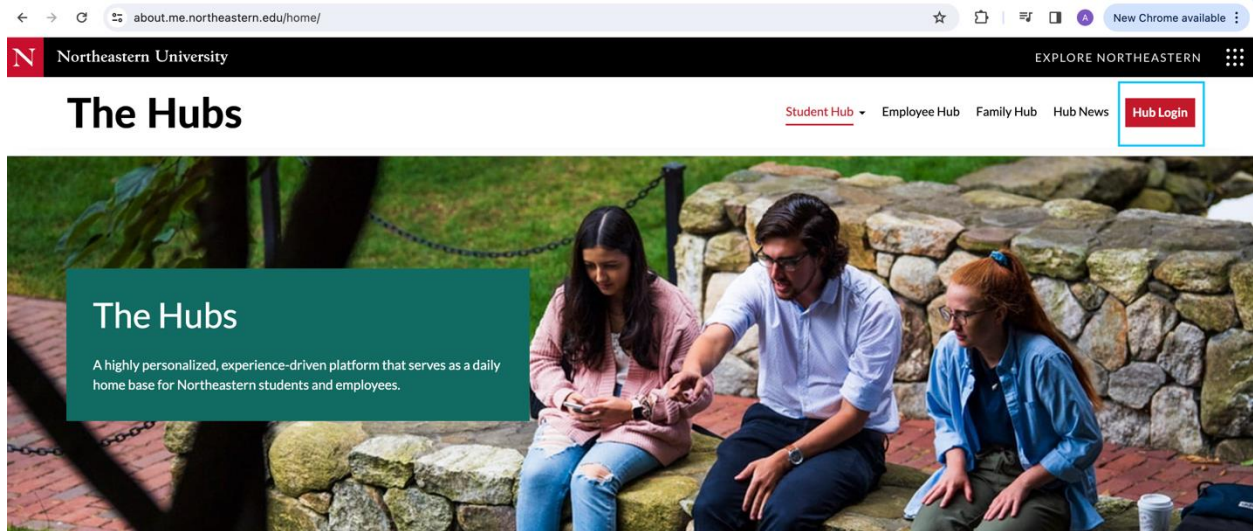 about.me.northeastern.edu/home/
A
New Chrome available
N
Northeastern University
EXPLORE NORTHEASTERN
The Hubs
Student Hub
Employee Hub
Family Hub
Hub News
Hub Login
The Hubs
A highly personalized, experience-driven platform that serves as a daily
home base for Northeastern students and employees.